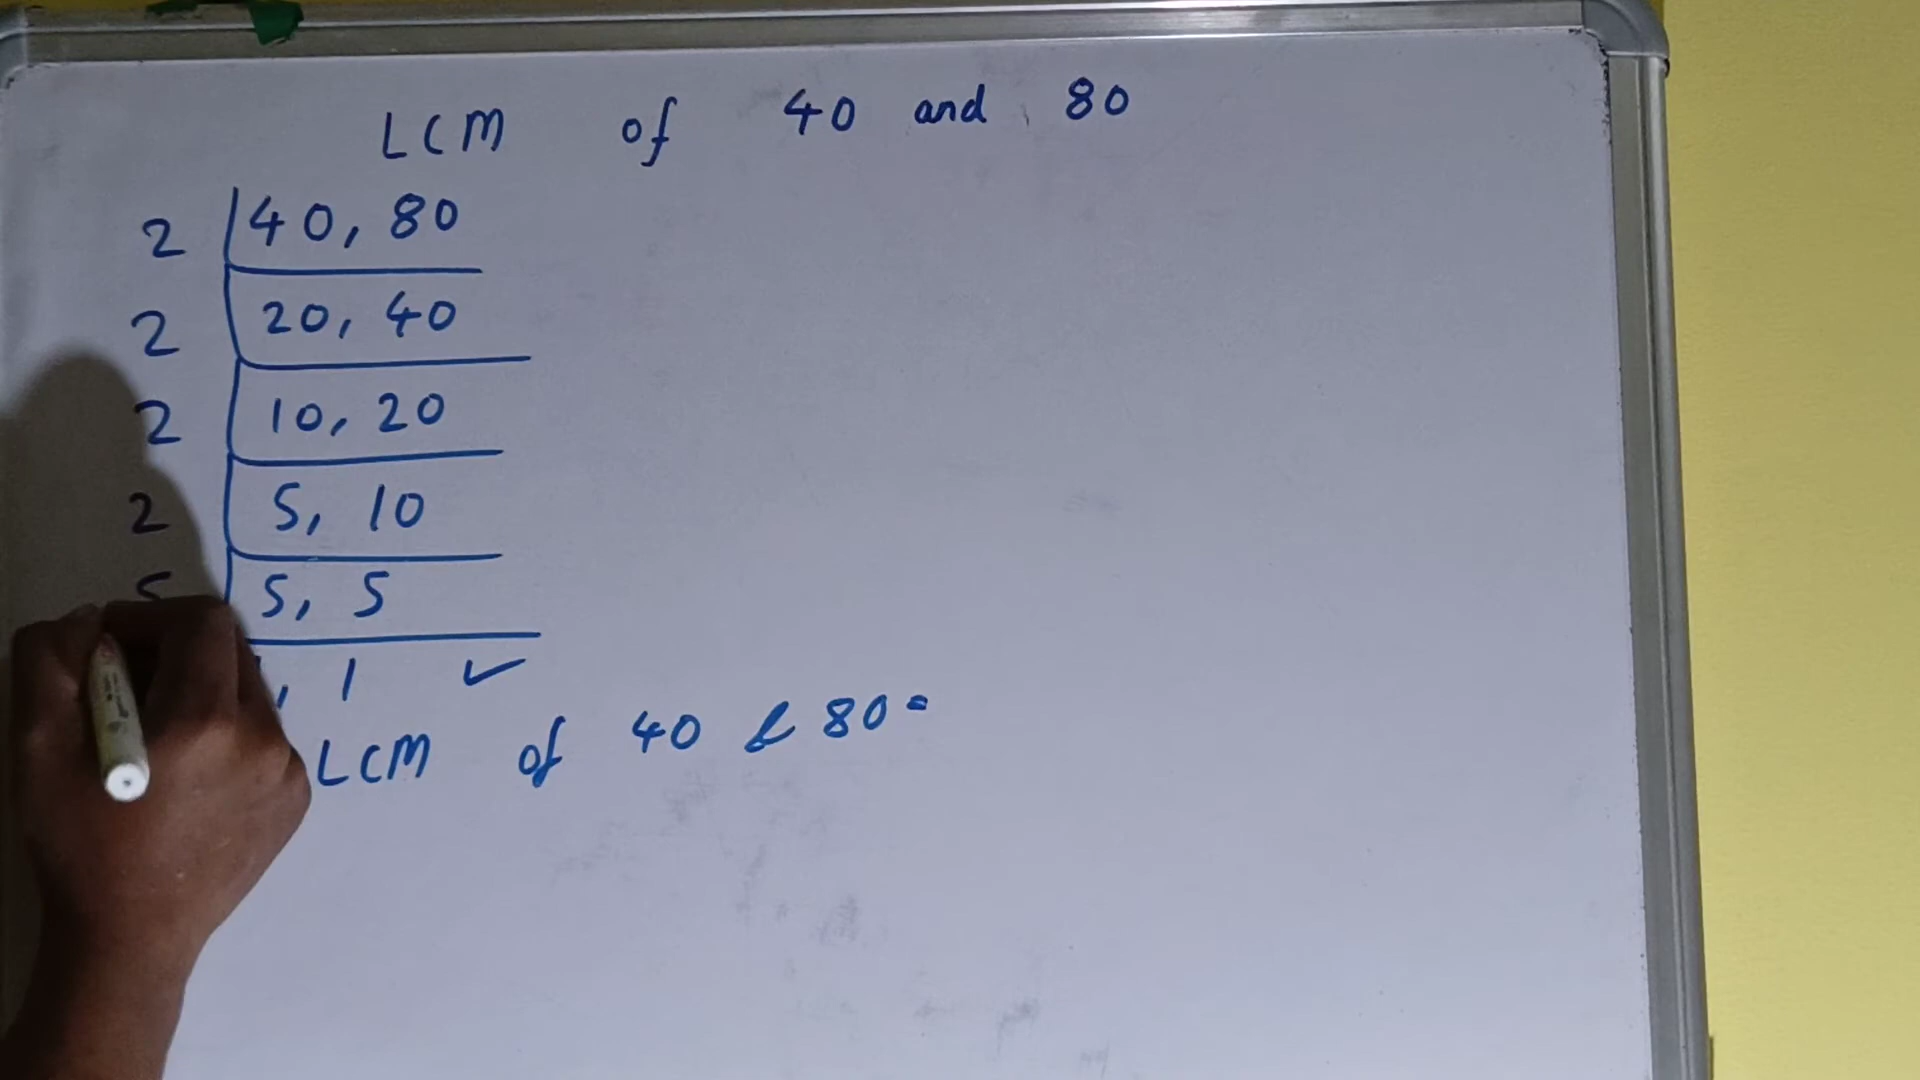 LCM of 40 and 80
2 40, 80
2 20, 40
2 10, 20
2 5, 10
5 5, 5
, 1 ✓
LCM of 40 & 80 =